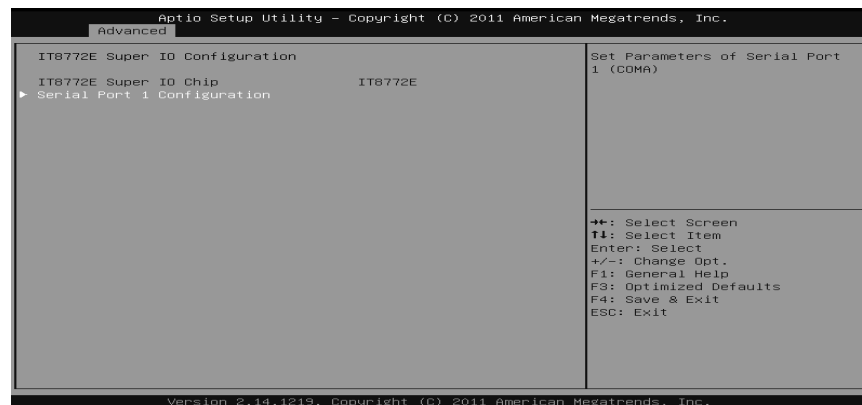 Aptio Setup Utility – Copyright (C) 2011 American Megatrends, Inc.
Advanced
IT8772E Super IO Configuration
IT8772E Super IO Chip IT8772E
► Serial Port 1 Configuration
Set Parameters of Serial Port
1 (COMA)
→←: Select Screen
↑↓: Select Item
Enter: Select
+/-: Change Opt.
F1: General Help
F3: Optimized Defaults
F4: Save & Exit
ESC: Exit
Version 2.14.1219. Copyright (C) 2011 American Megatrends, Inc.